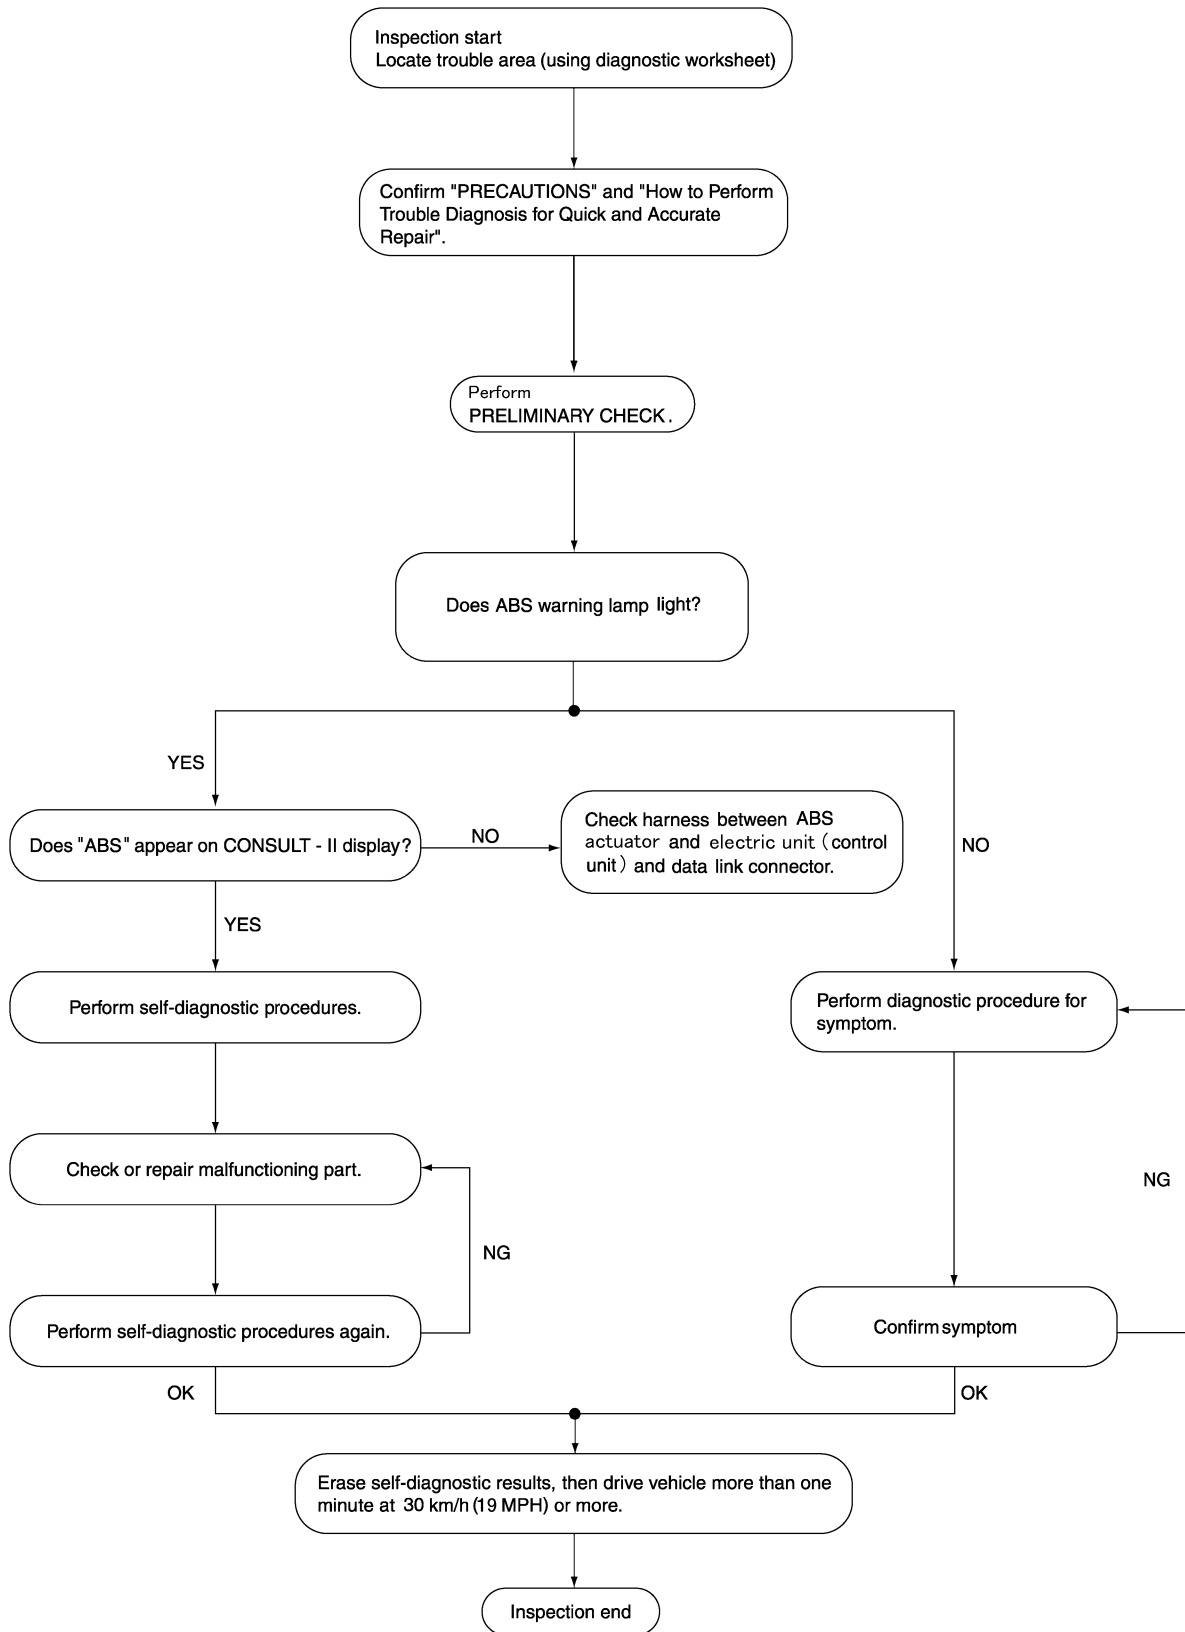 Inspection start
Locate trouble area (using diagnostic worksheet)
Confirm "PRECAUTIONS" and "How to Perform
Trouble Diagnosis for Quick and Accurate
Repair".
Perform
PRELIMINARY CHECK.
Does ABS warning lamp light?
YES
NO
Does "ABS" appear on CONSULT - II display?
NO
Check harness between ABS
actuator and electric unit (control
unit) and data link connector.
YES
Perform self-diagnostic procedures.
Perform diagnostic procedure for
symptom.
Check or repair malfunctioning part.
NG
NG
Perform self-diagnostic procedures again.
Confirm symptom
OK
OK
Erase self-diagnostic results, then drive vehicle more than one
minute at 30 km/h (19 MPH) or more.
Inspection end